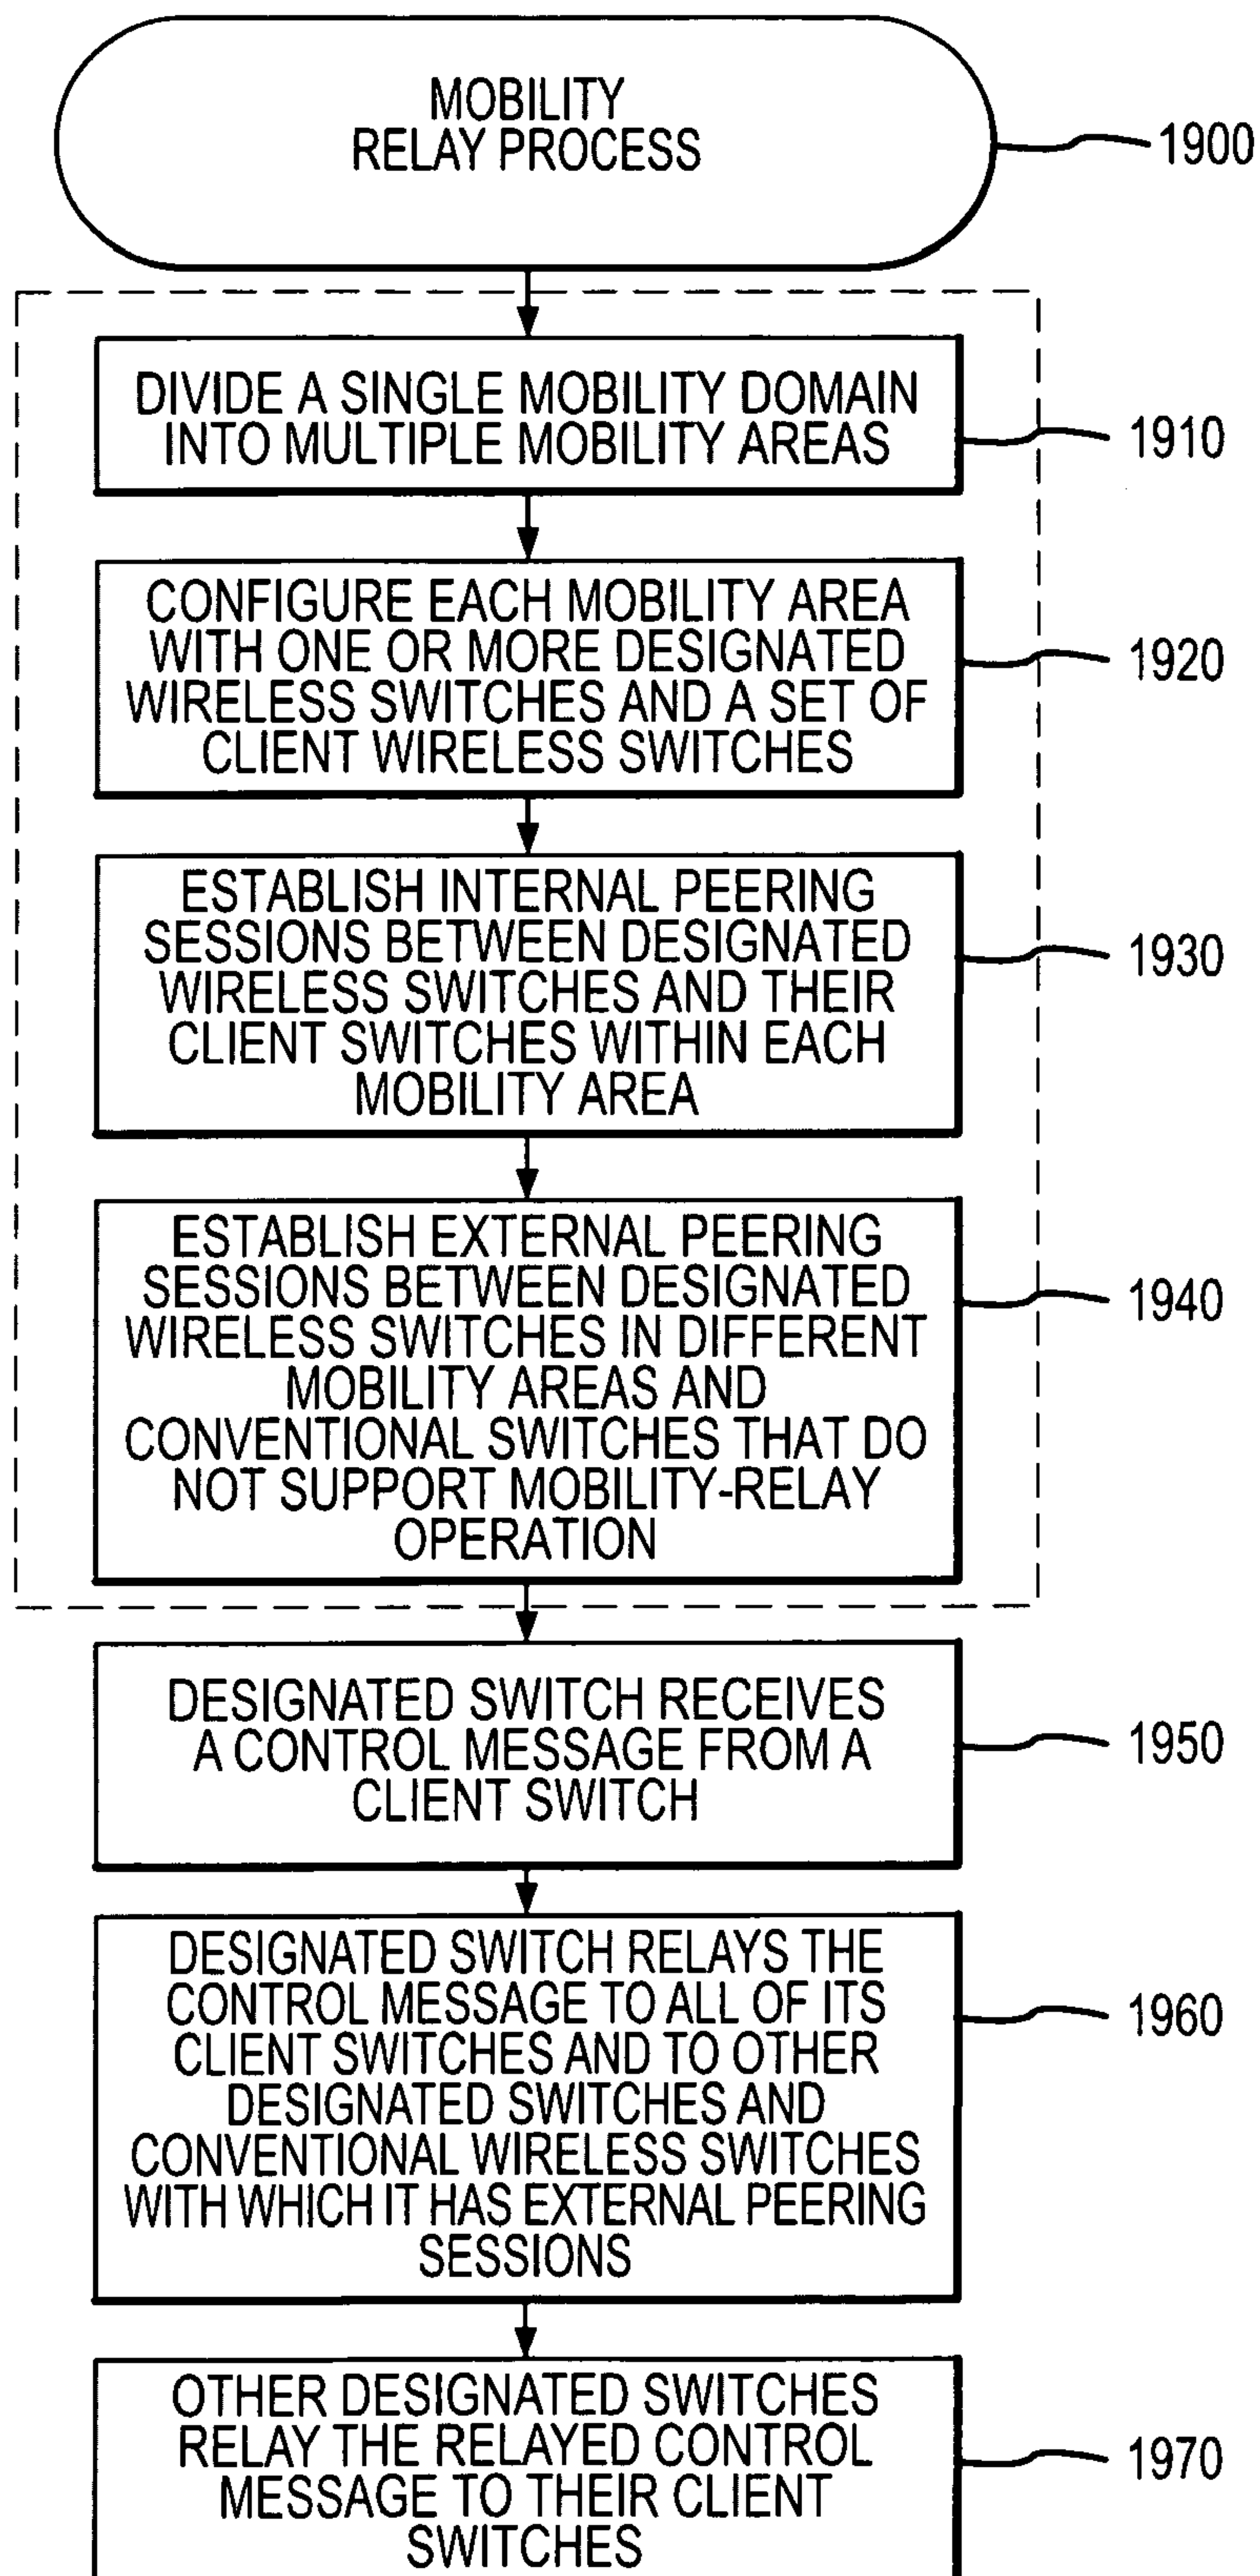 MOBILITY
RELAY PROCESS
1900
DIVIDE A SINGLE MOBILITY DOMAIN
INTO MULTIPLE MOBILITY AREAS
1910
CONFIGURE EACH MOBILITY AREA
WITH ONE OR MORE DESIGNATED
WIRELESS SWITCHES AND A SET OF
CLIENT WIRELESS SWITCHES
1920
ESTABLISH INTERNAL PEERING
SESSIONS BETWEEN DESIGNATED
WIRELESS SWITCHES AND THEIR
CLIENT SWITCHES WITHIN EACH
MOBILITY AREA
1930
ESTABLISH EXTERNAL PEERING
SESSIONS BETWEEN DESIGNATED
WIRELESS SWITCHES IN DIFFERENT
MOBILITY AREAS AND
CONVENTIONAL SWITCHES THAT DO
NOT SUPPORT MOBILITY-RELAY
OPERATION
1940
DESIGNATED SWITCH RECEIVES
A CONTROL MESSAGE FROM A
CLIENT SWITCH
1950
DESIGNATED SWITCH RELAYS THE
CONTROL MESSAGE TO ALL OF ITS
CLIENT SWITCHES AND TO OTHER
DESIGNATED SWITCHES AND
CONVENTIONAL WIRELESS SWITCHES
WITH WHICH IT HAS EXTERNAL PEERING
SESSIONS
1960
OTHER DESIGNATED SWITCHES
RELAY THE RELAYED CONTROL
MESSAGE TO THEIR CLIENT
SWITCHES
1970